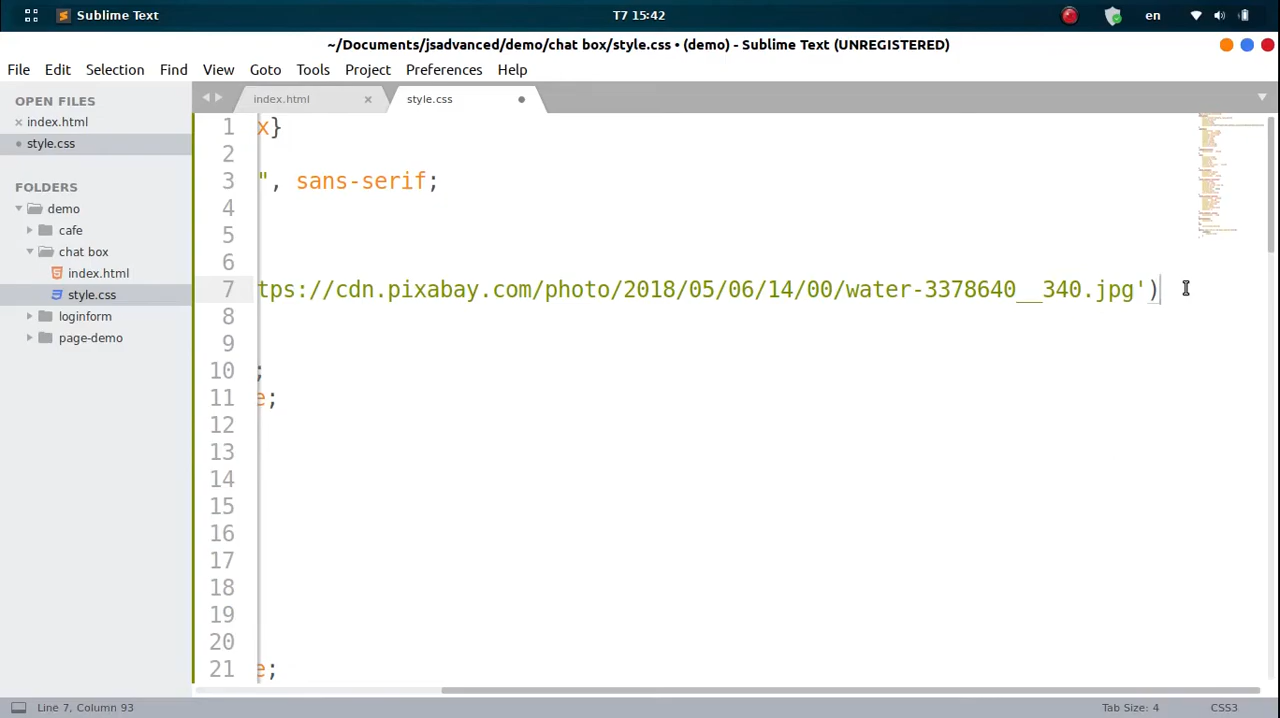 Sublime Text
T7 15:42
en
~/Documents/jsadvanced/demo/chat box/style.css • (demo) - Sublime Text (UNREGISTERED)
File Edit Selection Find View Goto Tools Project Preferences Help
OPEN FILES
index.html
style.css
FOLDERS
demo
cafe
chat box
index.html
style.css
loginform
page-demo
index.html
style.css
1 x}
2
3 ", sans-serif;
4
5
6
7 tps://cdn.pixabay.com/photo/2018/05/06/14/00/water-3378640__340.jpg')
8
9
10 ;
11 e;
12
13
14
15
16
17
18
19
20
21 e;
Line 7, Column 93
Tab Size: 4
CSS3